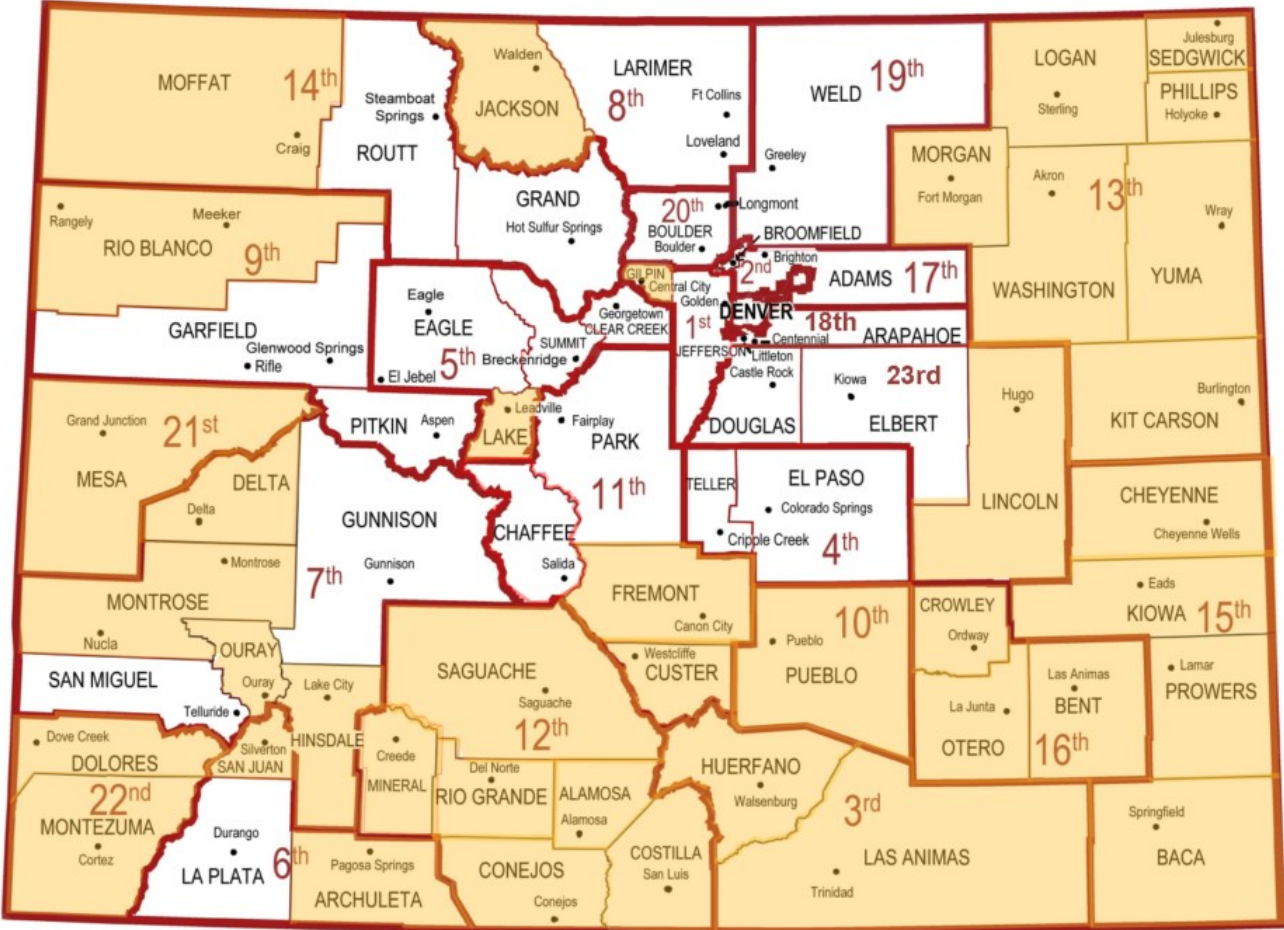 MOFFAT
14th
Craig
Steamboat
Springs
ROUTT
Walden
JACKSON
LARIMER
8th
Ft Collins
Loveland
WELD
19th
Greeley
LOGAN
Sterling
Julesburg
SEDGWICK
PHILLIPS
Holyoke
MORGAN
Fort Morgan
Akron
13th
Wray
WASHINGTON
YUMA
Rangely
Meeker
RIO BLANCO
9th
GRAND
Hot Sulfur Springs
20th
Longmont
BOULDER
Boulder
BROOMFIELD
2nd
Brighton
ADAMS
17th
GILPIN
Central City
Golden
DENVER
18th
Centennial
ARAPAHOE
1st
JEFFERSON
Littleton
Castle Rock
DOUGLAS
Kiowa
23rd
ELBERT
GARFIELD
Glenwood Springs
Rifle
Eagle
EAGLE
5th
El Jebel
SUMMIT
Breckenridge
Georgetown
CLEAR CREEK
Hugo
LINCOLN
Burlington
KIT CARSON
Grand Junction
21st
MESA
DELTA
Delta
PITKIN
Aspen
Leadville
LAKE
Fairplay
PARK
11th
TELLER
EL PASO
Colorado Springs
Cripple Creek
4th
CHEYENNE
Cheyenne Wells
GUNNISON
Gunnison
7th
CHAFFEE
Salida
Montrose
MONTROSE
Nucla
OURAY
Ouray
FREMONT
Canon City
10th
Pueblo
PUEBLO
CROWLEY
Ordway
Eads
KIOWA
15th
SAN MIGUEL
Telluride
Lake City
HINSDALE
SAGUACHE
Saguache
12th
Westcliffe
CUSTER
La Junta
OTERO
Las Animas
BENT
16th
Lamar
PROWERS
Dove Creek
DOLORES
22nd
MONTEZUMA
Cortez
Silverton
SAN JUAN
Creede
MINERAL
Del Norte
RIO GRANDE
ALAMOSA
Alamosa
HUERFANO
Walsenburg
3rd
LAS ANIMAS
Trinidad
Springfield
BACA
Durango
LA PLATA
6th
Pagosa Springs
ARCHULETA
CONEJOS
Conejos
COSTILLA
San Luis